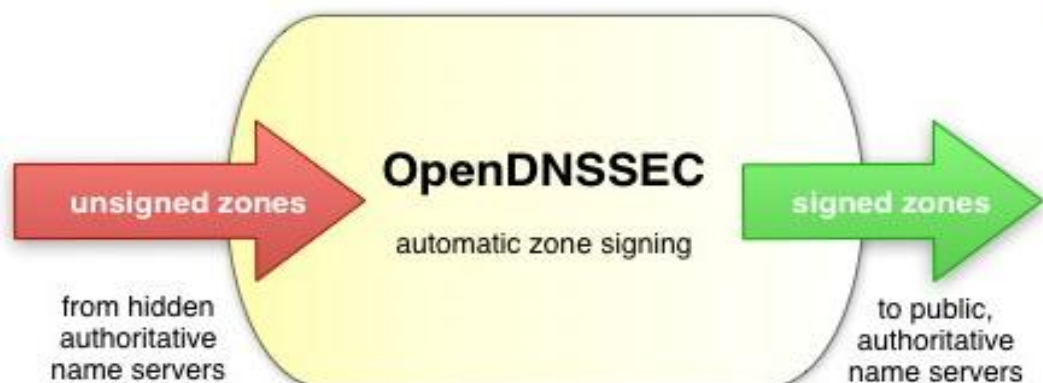 OpenDNSSEC
unsigned zones
signed zones
automatic zone signing
from hidden
authoritative
name servers
to public,
authoritative
name servers